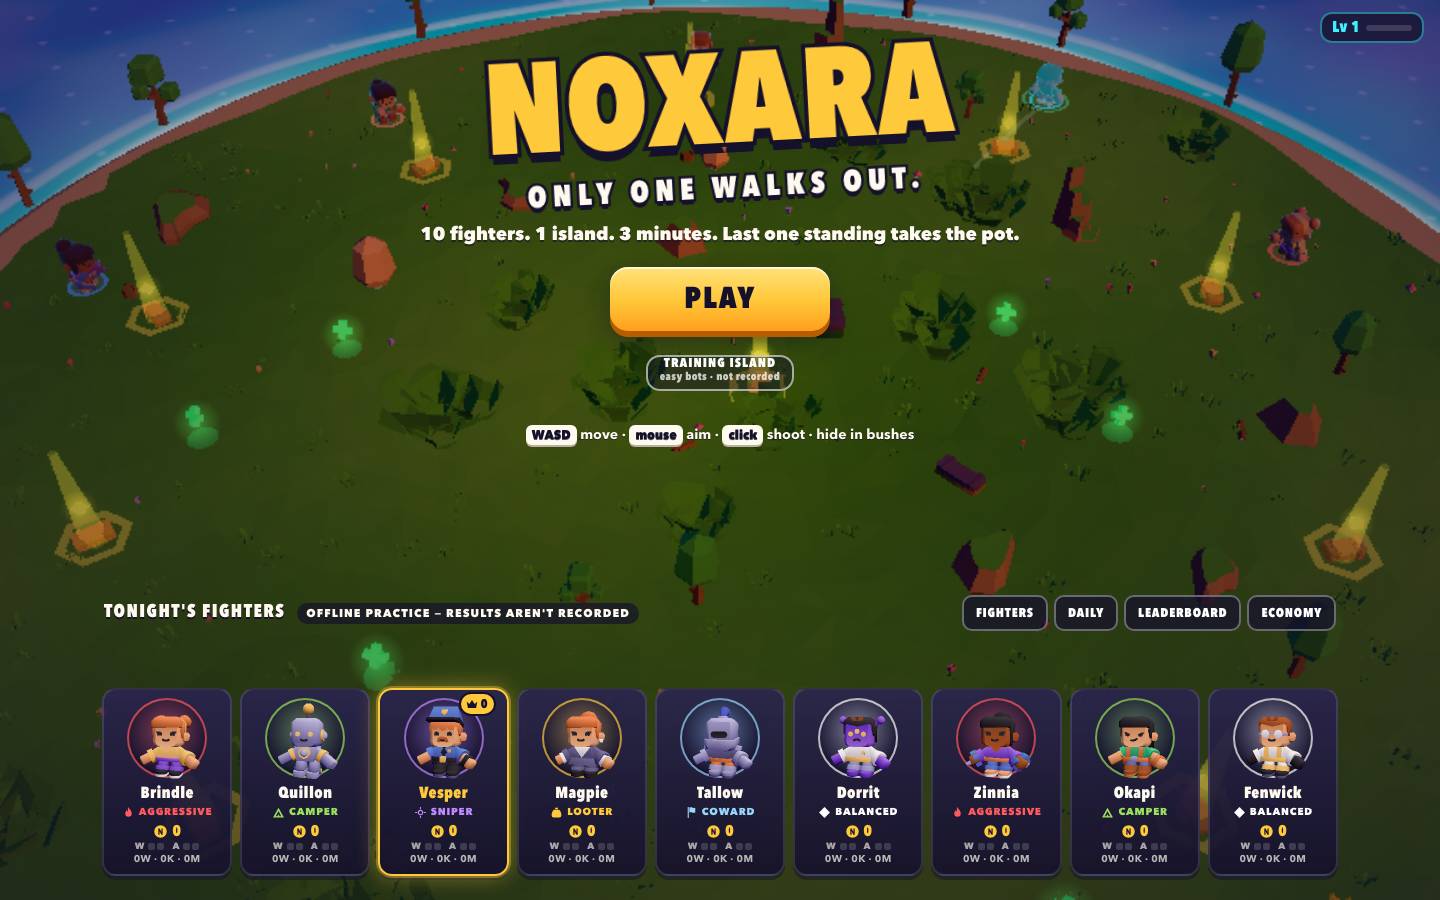 Lv 1
NOXARA
ONLY ONE WALKS OUT.
10 fighters. 1 island. 3 minutes. Last one standing takes the pot.
PLAY
TRAINING ISLAND
easy bots · not recorded
WASD move · mouse aim · click shoot · hide in bushes
TONIGHT'S FIGHTERS OFFLINE PRACTICE – RESULTS AREN'T RECORDED
FIGHTERS DAILY LEADERBOARD ECONOMY
Brindle
AGGRESSIVE
N 0
W A
0W · 0K · 0M
Quillon
CAMPER
N 0
W A
0W · 0K · 0M
0
Vesper
SNIPER
N 0
W A
0W · 0K · 0M
Magpie
LOOTER
N 0
W A
0W · 0K · 0M
Tallow
COWARD
N 0
W A
0W · 0K · 0M
Dorrit
BALANCED
N 0
W A
0W · 0K · 0M
Zinnia
AGGRESSIVE
N 0
W A
0W · 0K · 0M
Okapi
CAMPER
N 0
W A
0W · 0K · 0M
Fenwick
BALANCED
N 0
W A
0W · 0K · 0M